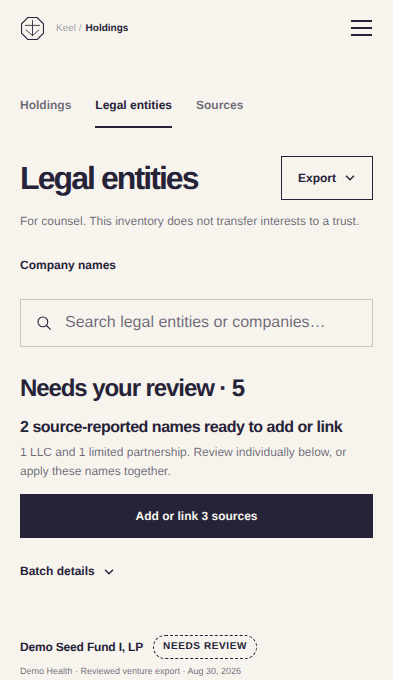 Keel / Holdings
Holdings Legal entities Sources
Legal entities
Export
For counsel. This inventory does not transfer interests to a trust.
Company names
Search legal entities or companies…
Needs your review · 5
2 source-reported names ready to add or link
1 LLC and 1 limited partnership. Review individually below, or
apply these names together.
Add or link 3 sources
Batch details
Demo Seed Fund I, LP NEEDS REVIEW
Demo Health · Reviewed venture export · Aug 30, 2026